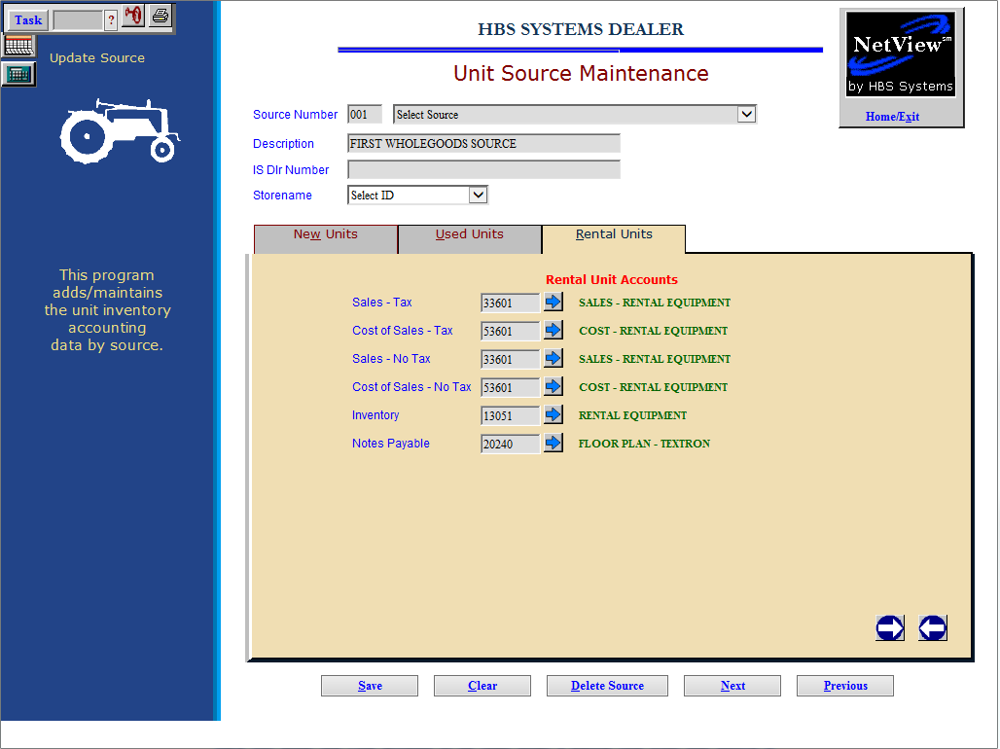 Task
?
Update Source
This program
adds/maintains
the unit inventory
accounting
data by source.
HBS SYSTEMS DEALER
Unit Source Maintenance
NetView℠
by HBS Systems
Home/Exit
Source Number 001 Select Source
Description FIRST WHOLEGOODS SOURCE
IS Dlr Number
Storename Select ID
New Units Used Units Rental Units
Rental Unit Accounts
Sales - Tax 33601 SALES - RENTAL EQUIPMENT
Cost of Sales - Tax 53601 COST - RENTAL EQUIPMENT
Sales - No Tax 33601 SALES - RENTAL EQUIPMENT
Cost of Sales - No Tax 53601 COST - RENTAL EQUIPMENT
Inventory 13051 RENTAL EQUIPMENT
Notes Payable 20240 FLOOR PLAN - TEXTRON
Save Clear Delete Source Next Previous